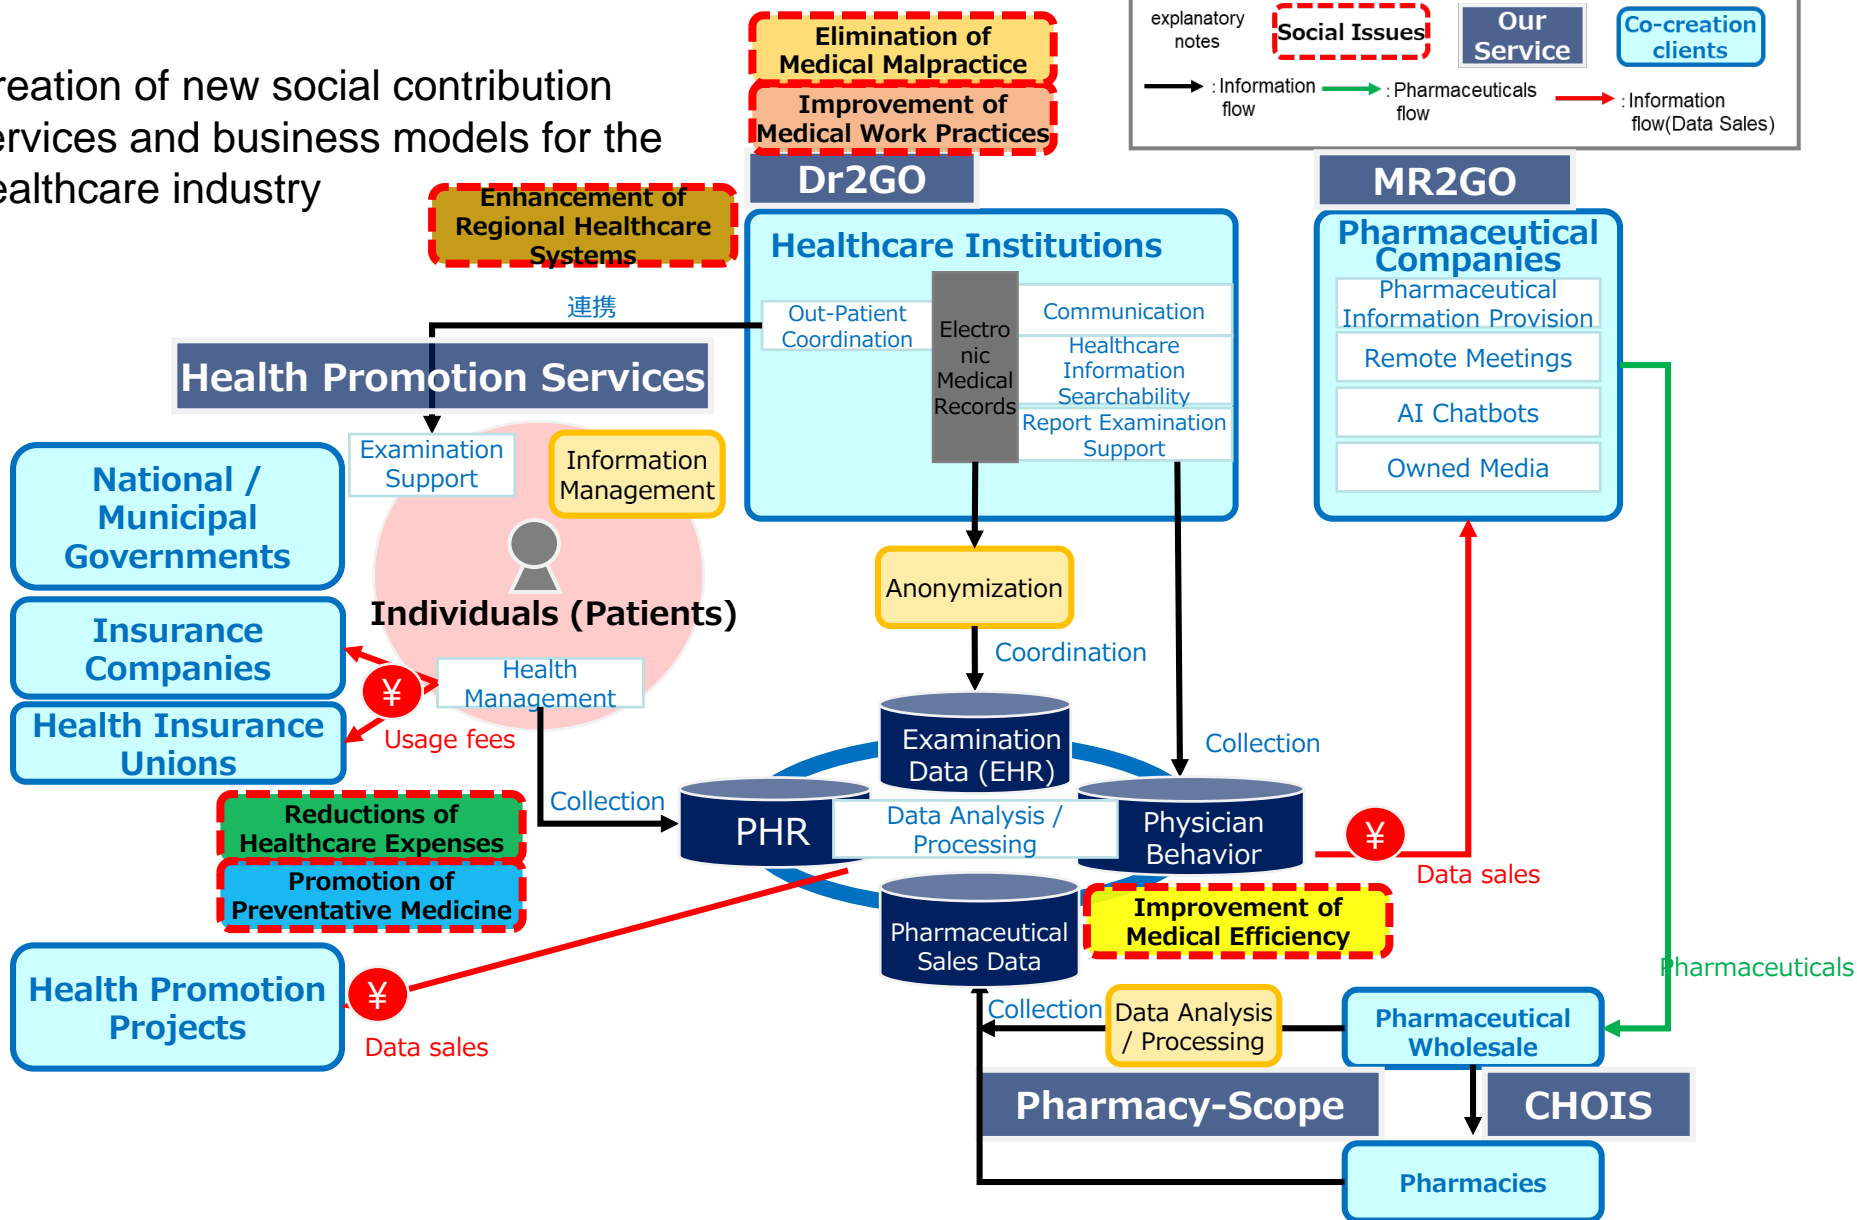 reation of new social contribution
ervices and business models for the
ealthcare industry
explanatory
notes
Social Issues
Our
Service
Co-creation
clients
: Information
flow
: Pharmaceuticals
flow
: Information
flow(Data Sales)
Elimination of
Medical Malpractice
Improvement of
Medical Work Practices
Dr2GO
MR2GO
Enhancement of
Regional Healthcare
Systems
Healthcare Institutions
Out-Patient
Coordination
Electro
nic
Medical
Records
Communication
Healthcare
Information
Searchability
Report Examination
Support
Pharmaceutical
Companies
Pharmaceutical
Information Provision
Remote Meetings
AI Chatbots
Owned Media
連携
Health Promotion Services
Examination
Support
Information
Management
Individuals (Patients)
Health
Management
National /
Municipal
Governments
Insurance
Companies
Health Insurance
Unions
¥
Usage fees
Anonymization
Coordination
Collection
Collection
Examination
Data (EHR)
PHR
Data Analysis /
Processing
Physician
Behavior
Pharmaceutical
Sales Data
¥
Data sales
Reductions of
Healthcare Expenses
Promotion of
Preventative Medicine
Improvement of
Medical Efficiency
Health Promotion
Projects
¥
Data sales
Pharmaceuticals
Collection
Data Analysis
/ Processing
Pharmaceutical
Wholesale
Pharmacy-Scope
CHOIS
Pharmacies